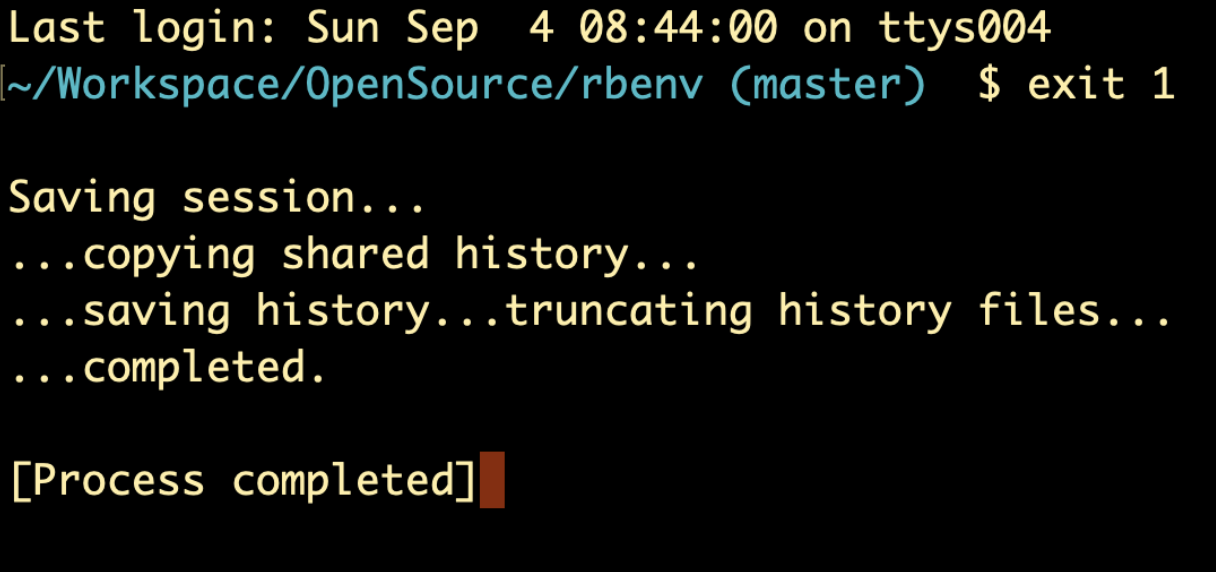 Last login: Sun Sep  4 08:44:00 on ttys004
[~/Workspace/OpenSource/rbenv (master)  $ exit 1

Saving session...
...copying shared history...
...saving history...truncating history files...
...completed.

[Process completed]